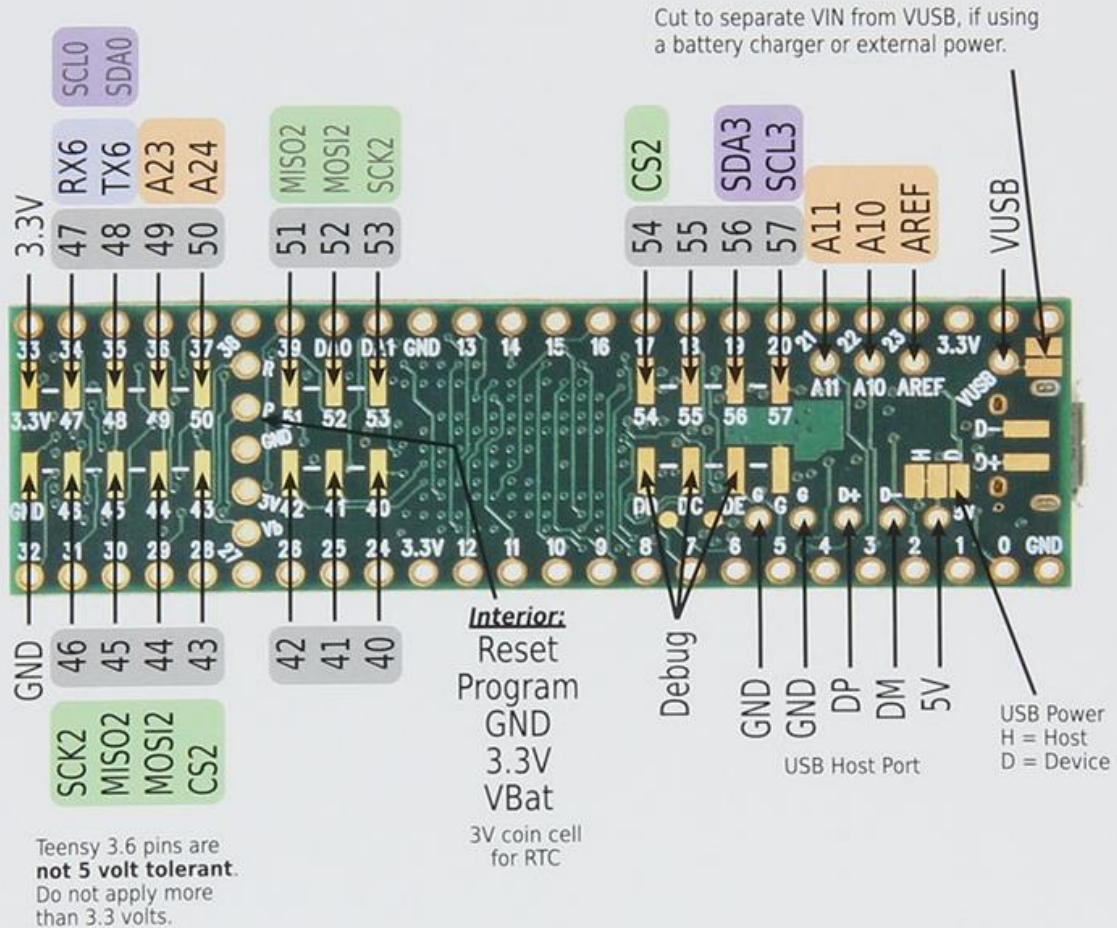 Cut to separate VIN from VUSB, if using
a battery charger or external power.
SCL0 SDA0
RX6 TX6 A23 A24
MISO2 MOSI2 SCK2
CS2 SDA3 SCL3
3.3V 47 48 49 50 51 52 53 54 55 56 57 A11 A10 AREF VUSB
33 34 35 36 37 38 39 DA0 DA1 GND 13 14 15 16 17 18 19 20 21 22 23 3.3V
R
A11 A10 AREF VUSB
3.3V 47 48 49 50 P 51 52 53 54 55 56 57
D-
GND
H D D+
GND 46 45 44 43 3V 42 41 40 DC DE G G G D+ D- 5V
Vb
32 31 30 29 28 27 26 25 24 3.3V 12 11 10 9 8 7 6 5 4 3 2 1 0 GND
GND 46 45 44 43 42 41 40
SCK2 MISO2 MOSI2 CS2
Interior:
Reset
Program
GND
3.3V
VBat
3V coin cell
for RTC
Debug
GND GND DP DM 5V
USB Host Port
USB Power
H = Host
D = Device
Teensy 3.6 pins are
not 5 volt tolerant.
Do not apply more
than 3.3 volts.